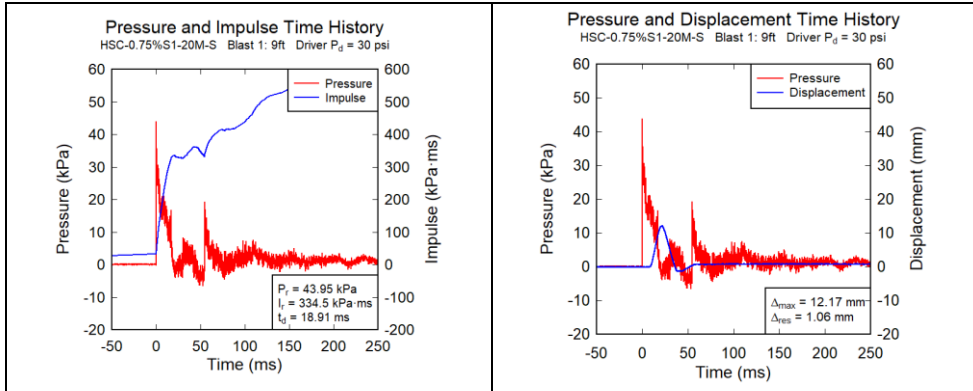 Pressure and Impulse Time History
HSC-0.75%S1-20M-S Blast 1: 9ft Driver Pd = 30 psi
60
50
40
30
20
10
0
-10
-20
Pressure (kPa)
600
500
400
300
200
100
0
-100
-200
Impulse (kPa·ms)
Pressure
Impulse
Pr = 43.95 kPa
Ir = 334.5 kPa·ms
td = 18.91 ms
-50 0 50 100 150 200 250
Time (ms)
Pressure and Displacement Time History
HSC-0.75%S1-20M-S Blast 1: 9ft Driver Pd = 30 psi
60
50
40
30
20
10
0
-10
-20
Pressure (kPa)
60
50
40
30
20
10
0
-10
-20
Displacement (mm)
Pressure
Displacement
Δmax = 12.17 mm
Δres = 1.06 mm
-50 0 50 100 150 200 250
Time (ms)